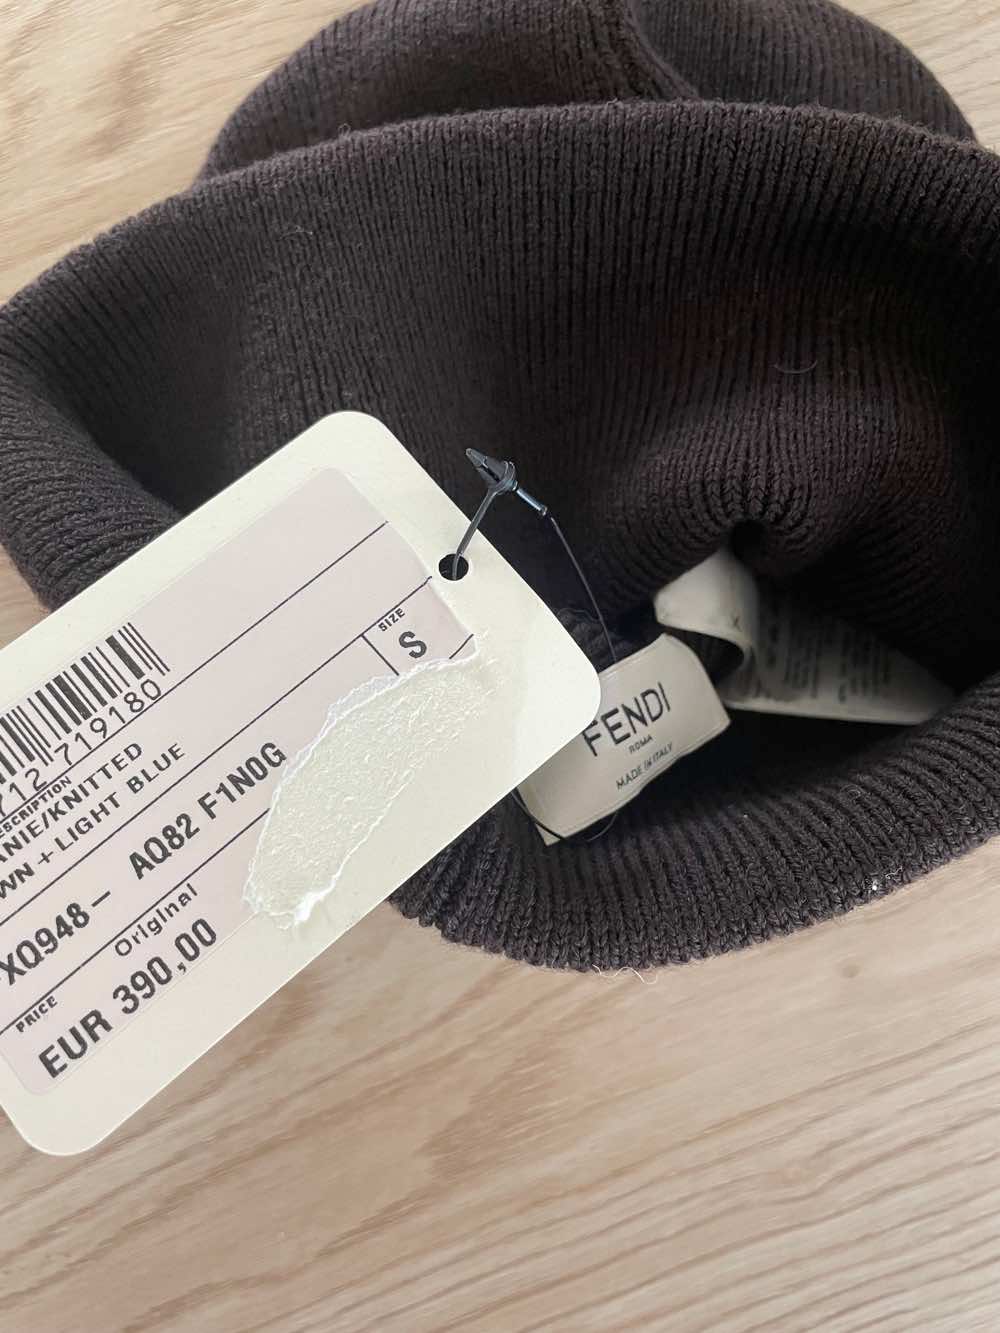 SIZE
S
712 719180
ESCRIPTION
ANIE/KNITTED
WN + LIGHT BLUE
XQ948 – AQ82 F1N0G
Original
PRICE
EUR 390,00
FENDI
ROMA
MADE IN ITALY